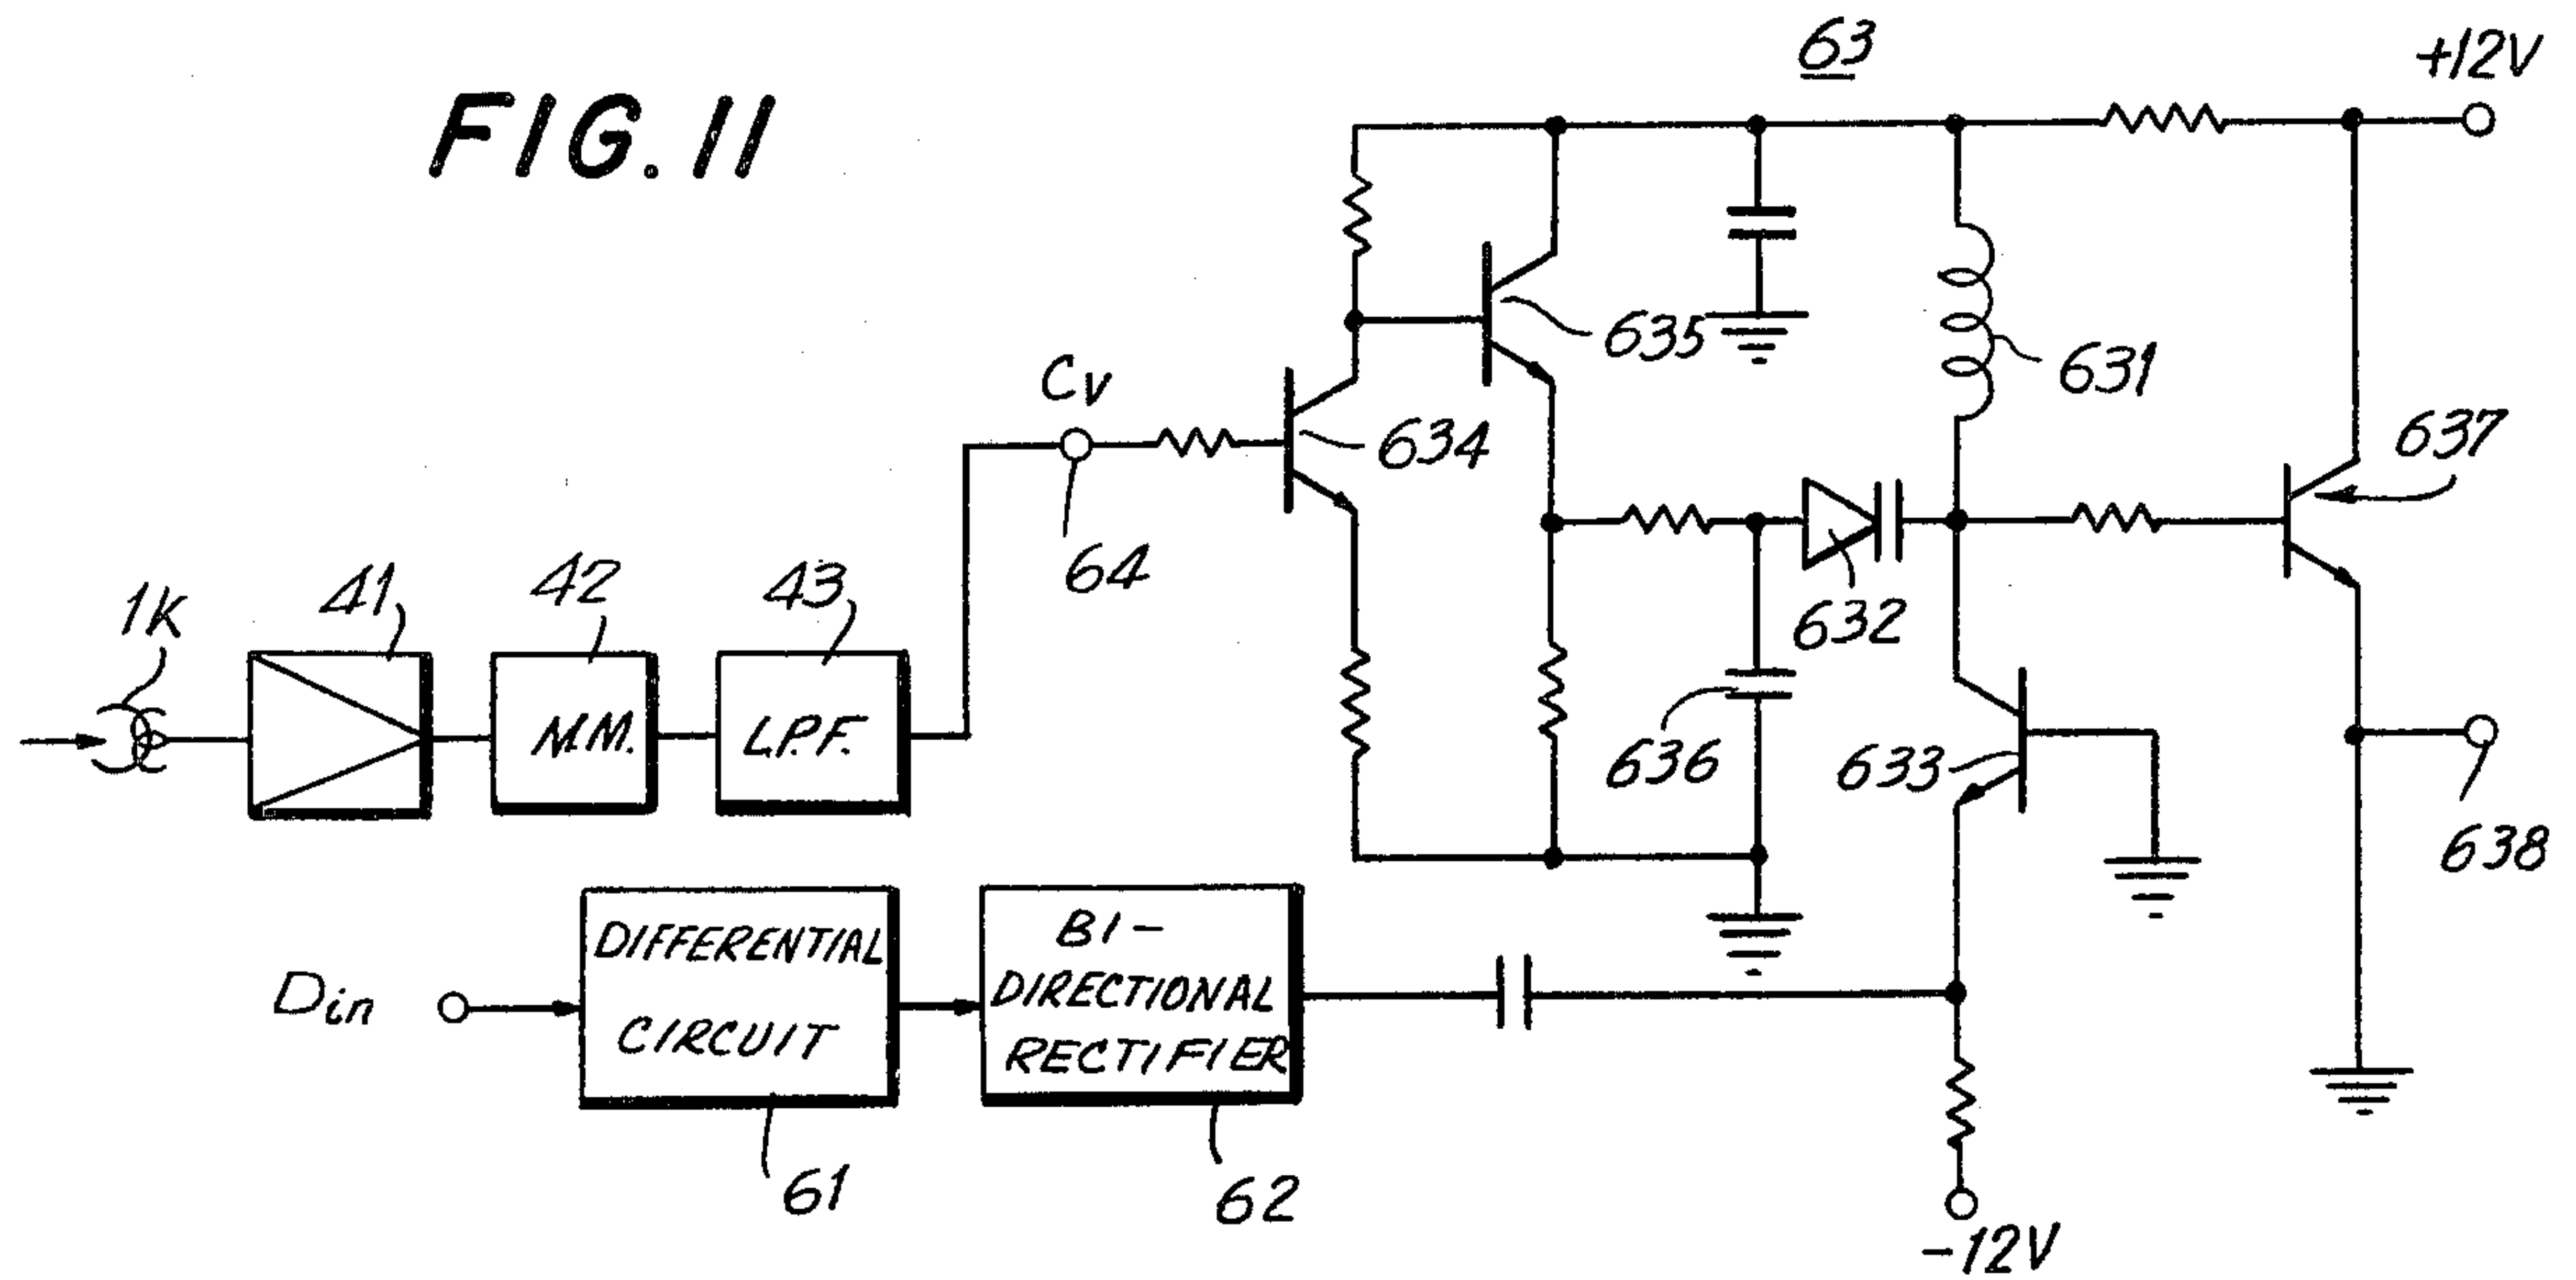 FIG. 11
63
+12V
635
631
Cv
634
637
64
632
1K
41
42
43
M.M.
L.P.F.
636
633
638
Din
DIFFERENTIAL
CIRCUIT
BI-
DIRECTIONAL
RECTIFIER
61
62
-12V